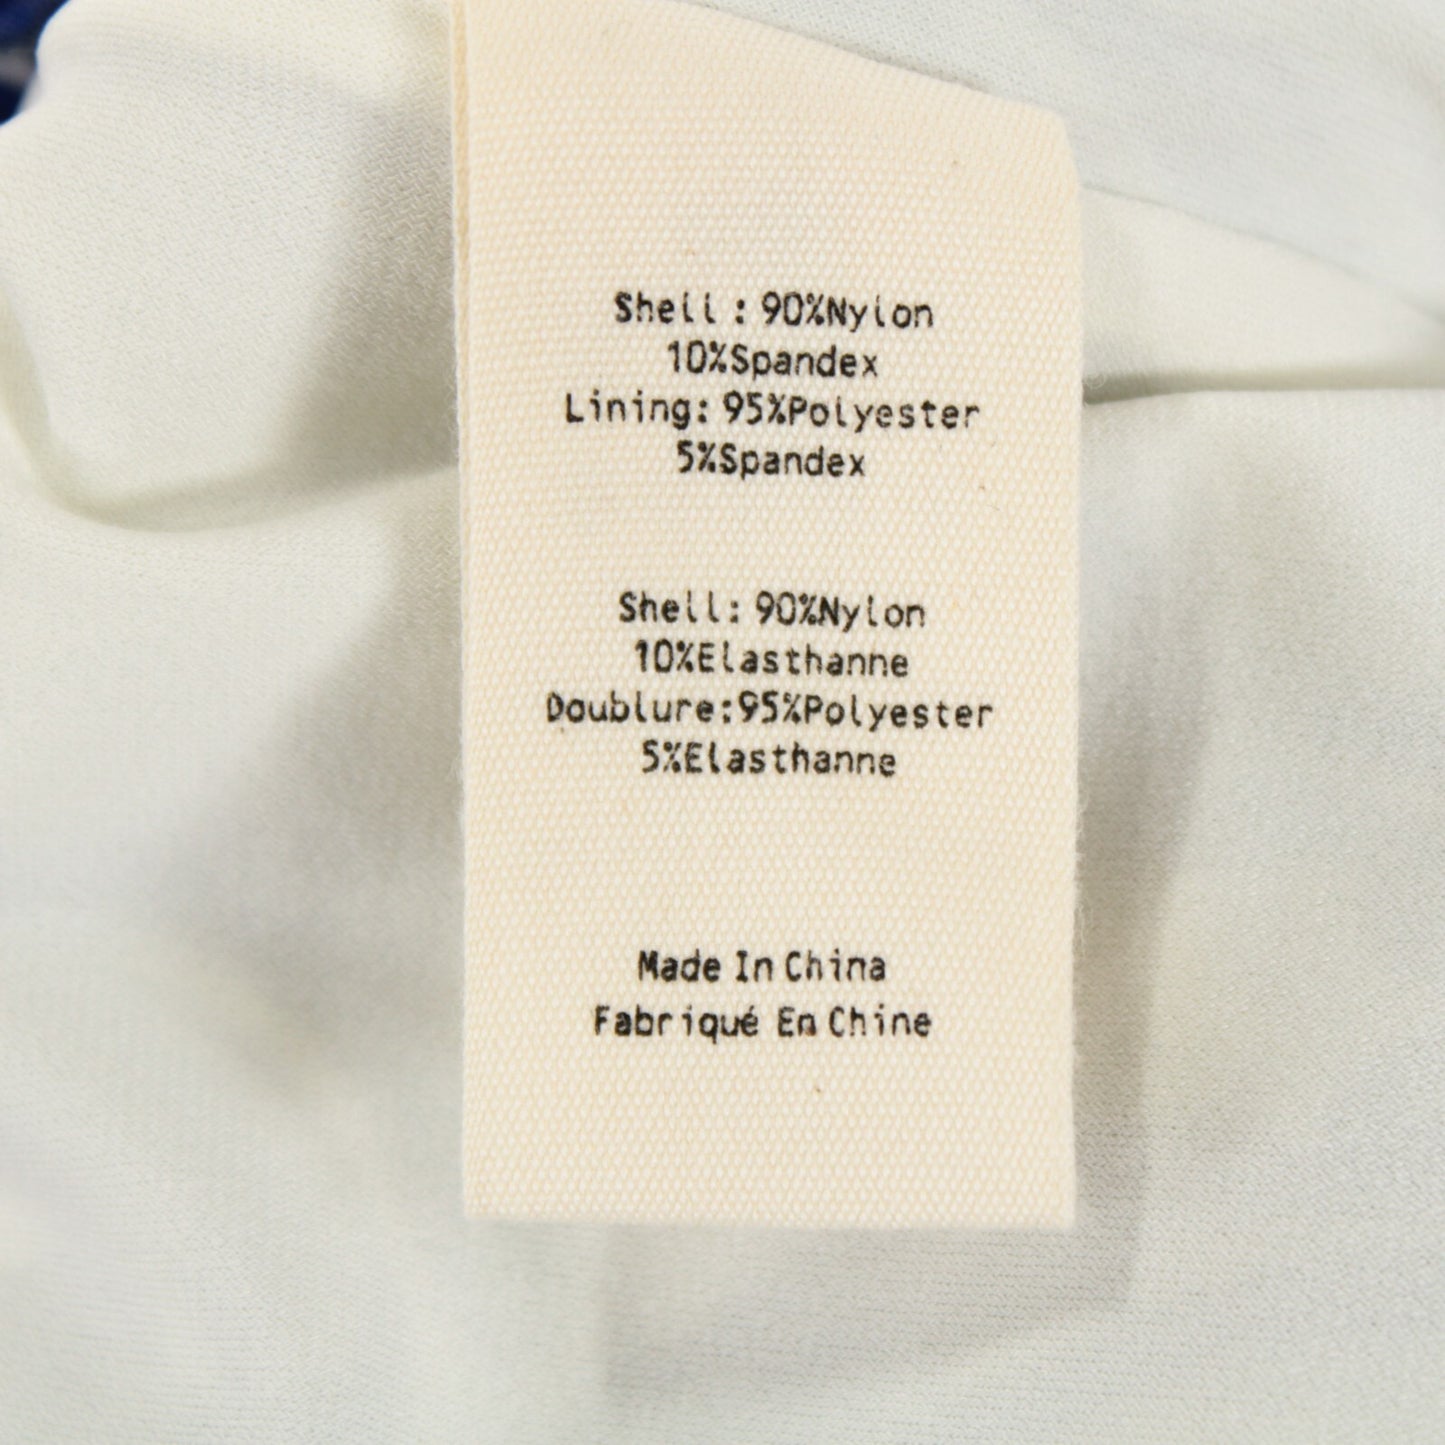 Shell: 90%Nylon
10%Spandex
Lining: 95%Polyester
5%Spandex
Shell: 90%Nylon
10%Elasthanne
Doublure:95%Polyester
5%Elasthanne
Made In China
Fabriqué En Chine